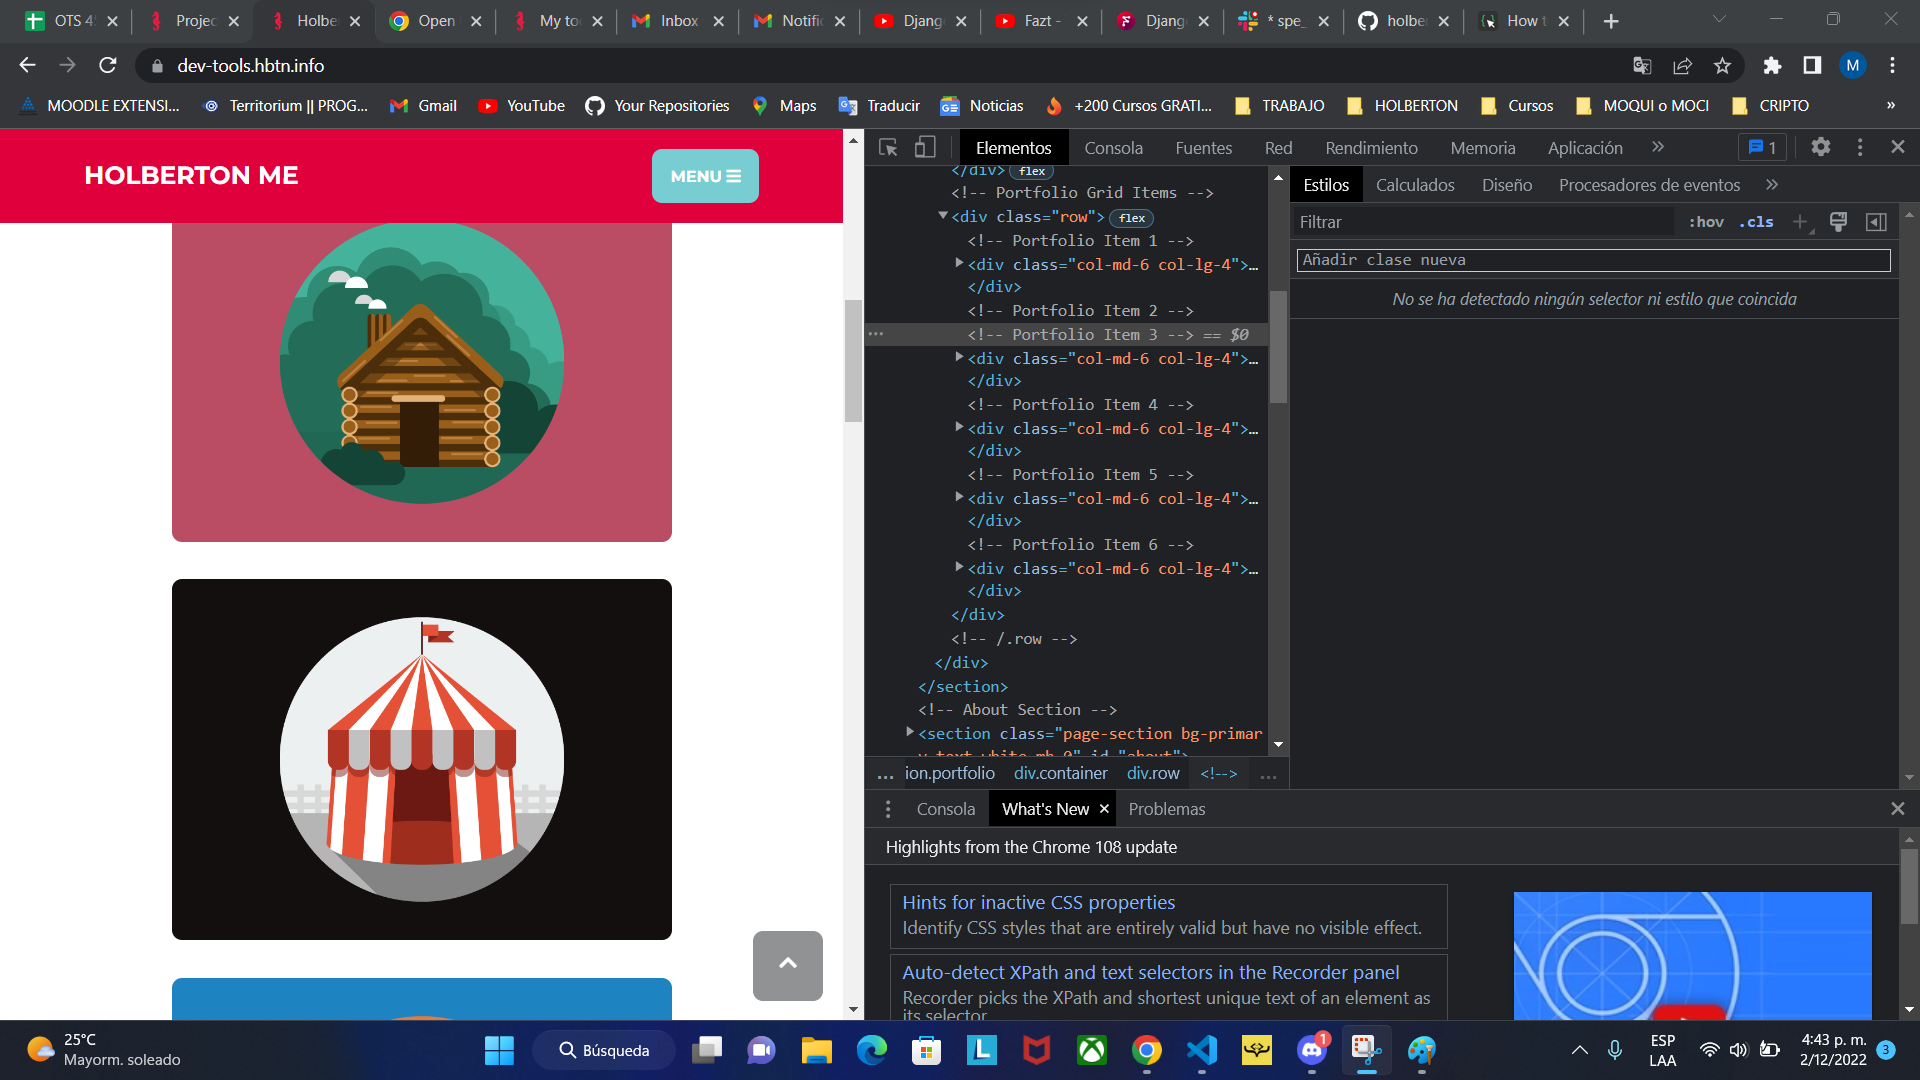 OTS 4
Projec
Holbe
Open
My to
Inbox
Notifi
Djang
Fazt -
Djang
* spe_
holbe
How t
dev-tools.hbtn.info
M
MOODLE EXTENSI...
Territorium || PROG...
Gmail
YouTube
Your Repositories
Maps
Traducir
Noticias
+200 Cursos GRATI...
TRABAJO
HOLBERTON
Cursos
MOQUI o MOCI
CRIPTO
»
HOLBERTON ME
MENU
Elementos
Consola
Fuentes
Red
Rendimiento
Memoria
Aplicación
»
1
</div> flex
<!-- Portfolio Grid Items -->
<div class="row"> flex
<!-- Portfolio Item 1 -->
<div class="col-md-6 col-lg-4">…
</div>
<!-- Portfolio Item 2 -->
<!-- Portfolio Item 3 --> == $0
<div class="col-md-6 col-lg-4">…
</div>
<!-- Portfolio Item 4 -->
<div class="col-md-6 col-lg-4">…
</div>
<!-- Portfolio Item 5 -->
<div class="col-md-6 col-lg-4">…
</div>
<!-- Portfolio Item 6 -->
<div class="col-md-6 col-lg-4">…
</div>
</div>
<!-- /.row -->
</div>
</section>
<!-- About Section -->
<section class="page-section bg-primar
y text-white mb-0" id="about">
... ion.portfolio div.container div.row <!--> ...
Estilos
Calculados
Diseño
Procesadores de eventos
»
Filtrar
:hov .cls
Añadir clase nueva
No se ha detectado ningún selector ni estilo que coincida
Consola
What's New
Problemas
Highlights from the Chrome 108 update
Hints for inactive CSS properties
Identify CSS styles that are entirely valid but have no visible effect.
Auto-detect XPath and text selectors in the Recorder panel
Recorder picks the XPath and shortest unique text of an element as
its selector
25°C
Mayorm. soleado
Búsqueda
L
1
ESP
LAA
4:43 p. m.
2/12/2022
3